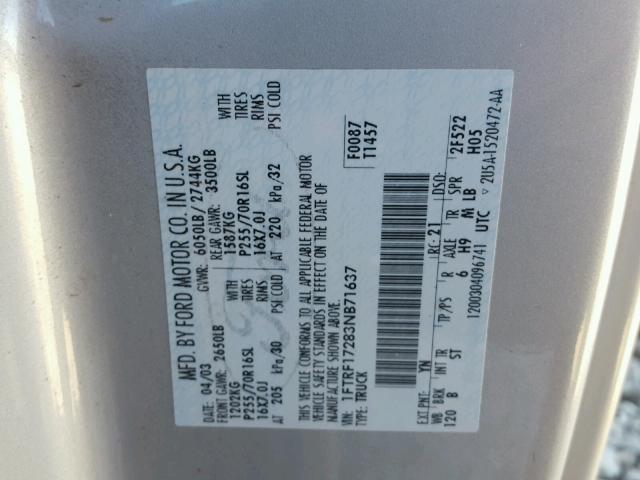 MFD. BY FORD MOTOR CO. IN U.S.A.
DATE: 04/03 GVWR: 6050LB/ 2744KG
FRONT GAWR: 2650LB REAR GAWR: 3500LB
1202KG WITH 1587KG WITH
P255/70R16SL TIRES P255/70R16SL TIRES
16X7.0J RIMS 16X7.0J RIMS
AT 205 kPa/30 PSI COLD AT 220 kPa/32 PSI COLD
THIS VEHICLE CONFORMS TO ALL APPLICABLE FEDERAL MOTOR
VEHICLE SAFETY STANDARDS IN EFFECT ON THE DATE OF
MANUFACTURE SHOWN ABOVE.
VIN: 1FTRF17283NB71637 F0087
TYPE: TRUCK T1457
EXT PNT: YN RC: 21 DSO:
WB BRK INT TR TP/PS R AXLE TR SPR 2F522
120 B ST 6 H9 M LB H05
1200304096741 UTC 2U5A-1520472-AA